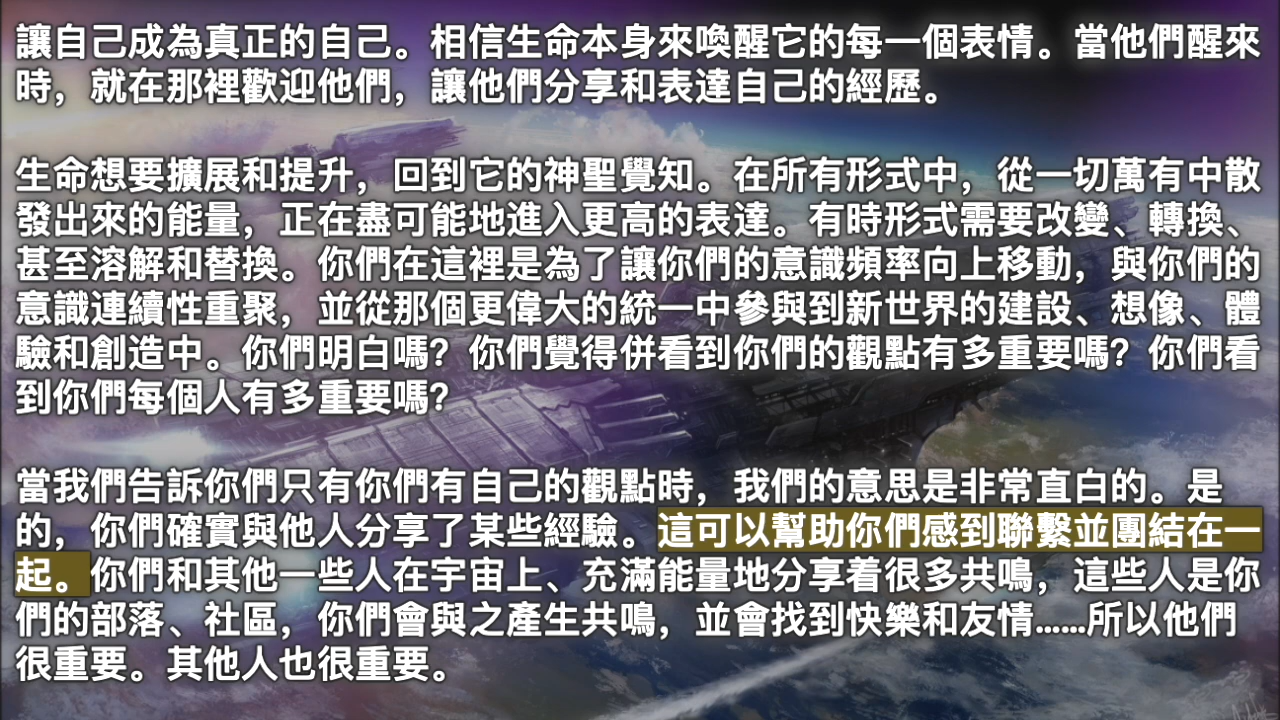 讓自己成為真正的自己。相信生命本身來喚醒它的每一個表情。當他們醒來
時，就在那裡歡迎他們，讓他們分享和表達自己的經歷。
生命想要擴展和提升，回到它的神聖覺知。在所有形式中，從一切萬有中散
發出來的能量，正在盡可能地進入更高的表達。有時形式需要改變、轉換、
甚至溶解和替換。你們在這裡是為了讓你們的意識頻率向上移動，與你們的
意識連續性重聚，並從那個更偉大的統一中參與到新世界的建設、想像、體
驗和創造中。你們明白嗎？你們覺得併看到你們的觀點有多重要嗎？你們看
到你們每個人有多重要嗎？
當我們告訴你們只有你們有自己的觀點時，我們的意思是非常直白的。是
的，你們確實與他人分享了某些經驗。這可以幫助你們感到聯繫並團結在一
起。你們和其他一些人在宇宙上、充滿能量地分享着很多共鳴，這些人是你
們的部落、社區，你們會與之產生共鳴，並會找到快樂和友情……所以他們
很重要。其他人也很重要。